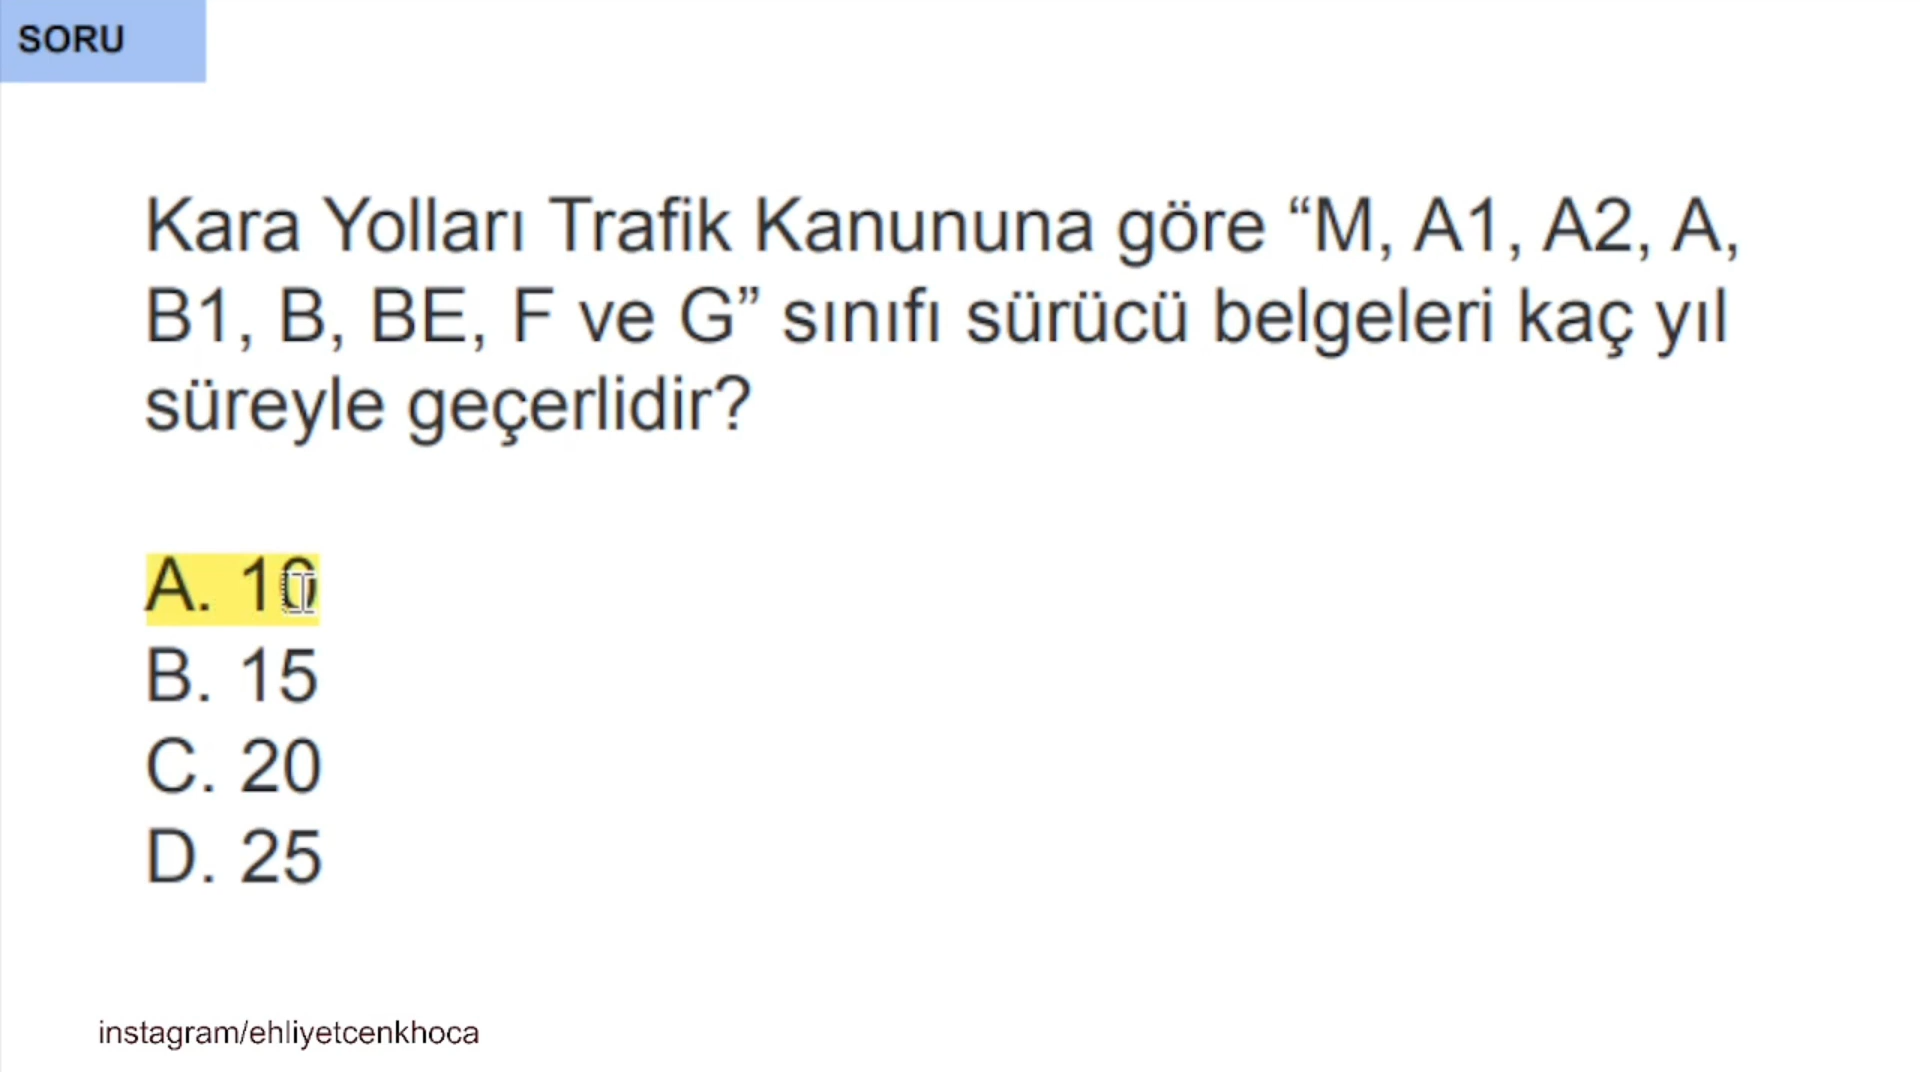 SORU
Kara Yolları Trafik Kanununa göre “M, A1, A2, A,
B1, B, BE, F ve G” sınıfı sürücü belgeleri kaç yıl
süreyle geçerlidir?
A. 10
B. 15
C. 20
D. 25
instagram/ehliyetcenkhoca